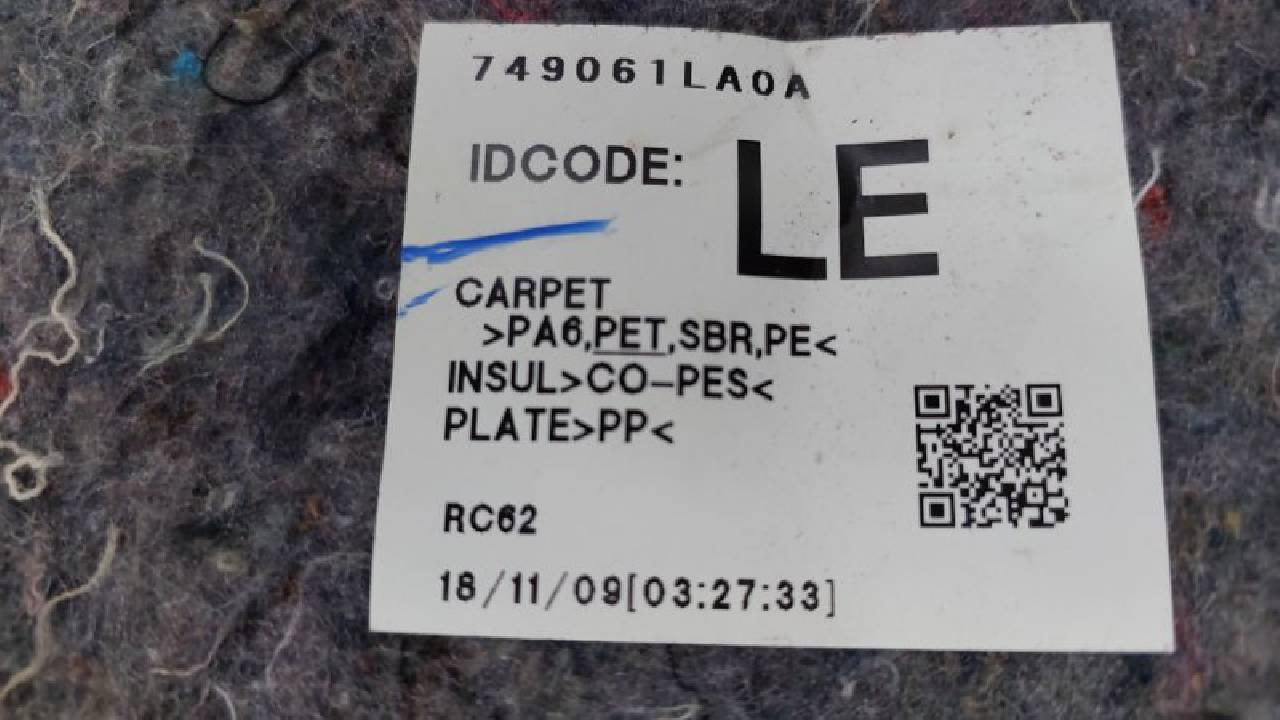 749061LA0A
IDCODE: LE
CARPET
>PA6,PET,SBR,PE<
INSUL>CO-PES<
PLATE>PP<
RC62
18/11/09[03:27:33]